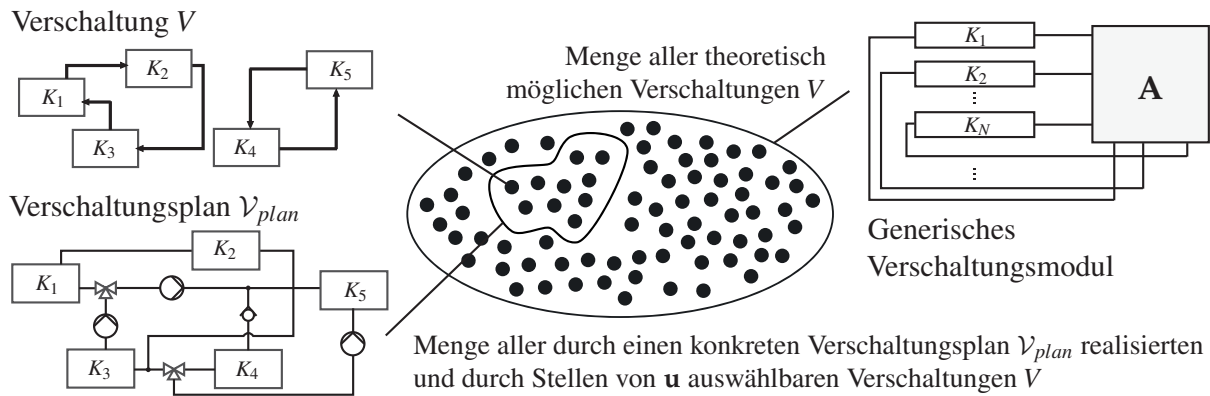 Verschaltung V
K₁
K₂
K₃
K₄
K₅
Verschaltungsplan 𝒱plan
K₁
K₂
K₃
K₄
K₅
Menge aller theoretisch
möglichen Verschaltungen V
K₁
K₂
K_N
A
Generisches
Verschaltungsmodul
Menge aller durch einen konkreten Verschaltungsplan 𝒱plan realisierten
und durch Stellen von u auswählbaren Verschaltungen V